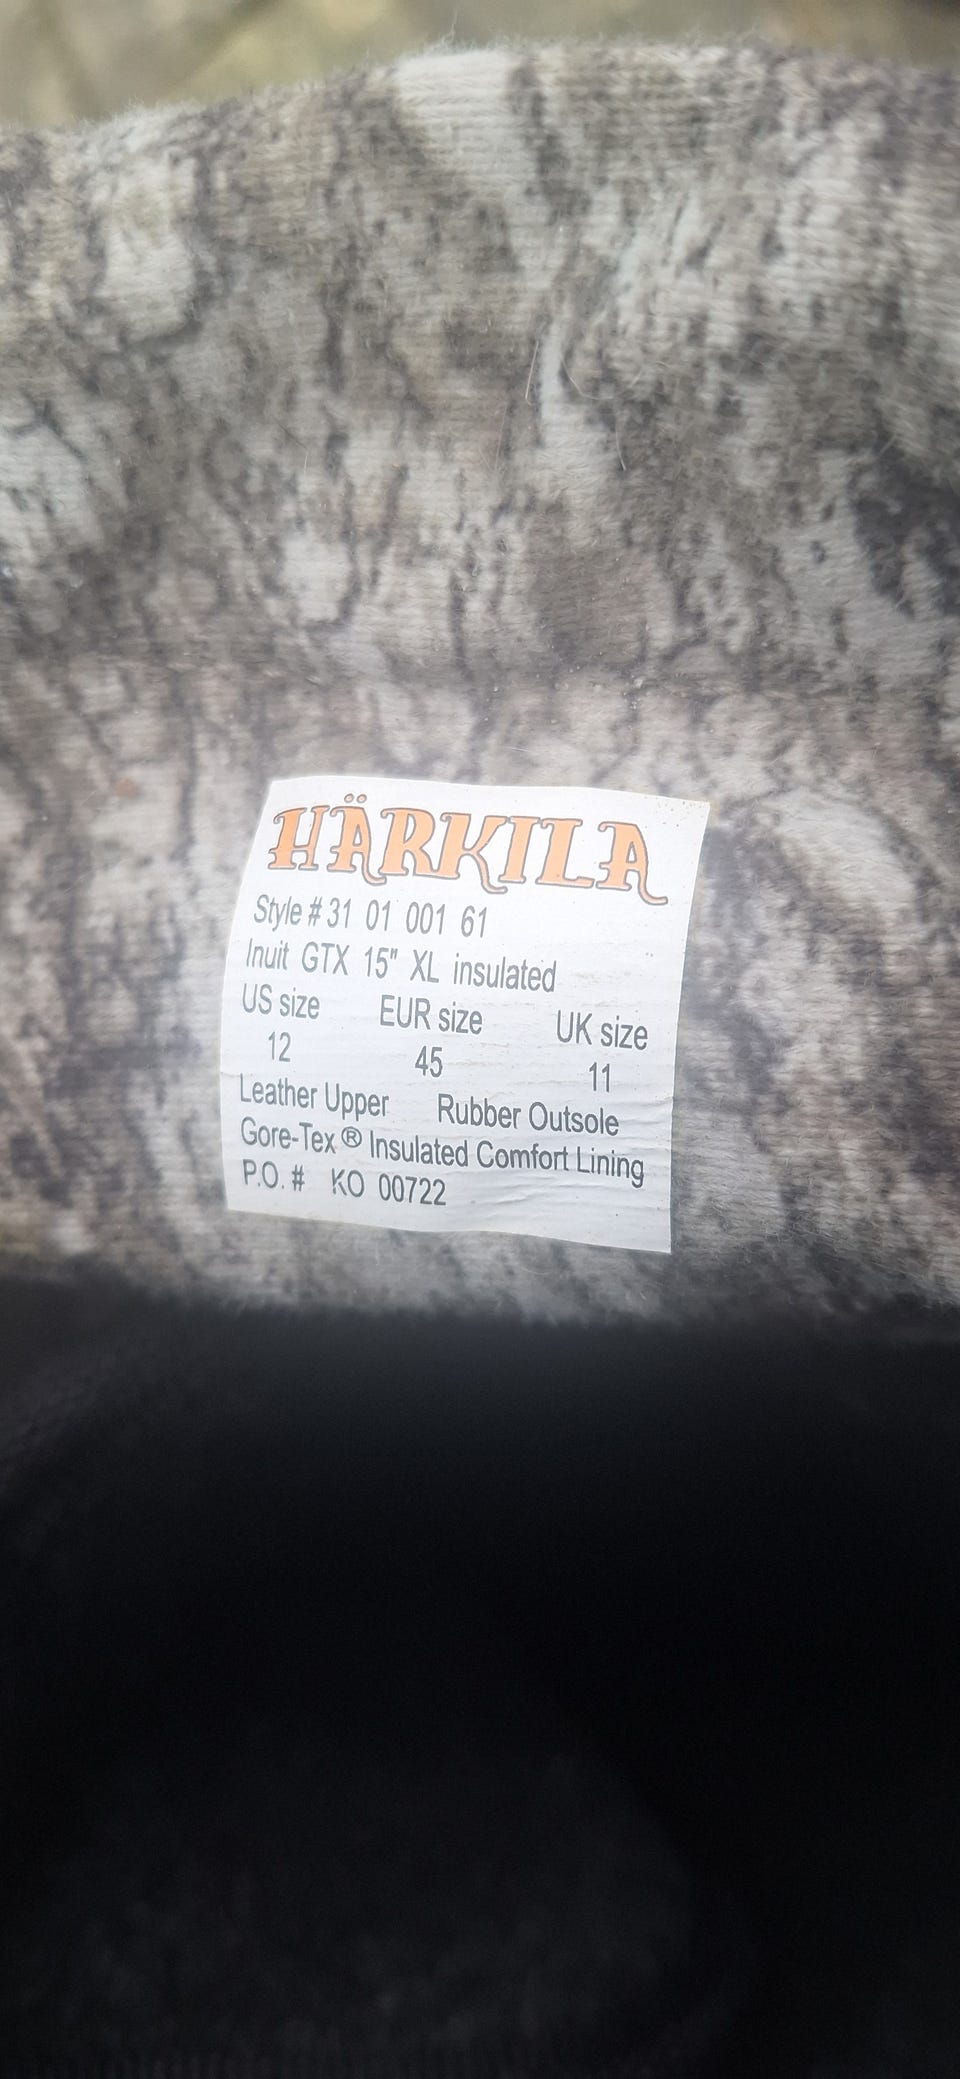 HÄRKILA
Style # 31 01 001 61
Inuit GTX 15" XL insulated
US size EUR size UK size
12 45 11
Leather Upper Rubber Outsole
Gore-Tex ® Insulated Comfort Lining
P.O. # KO 00722